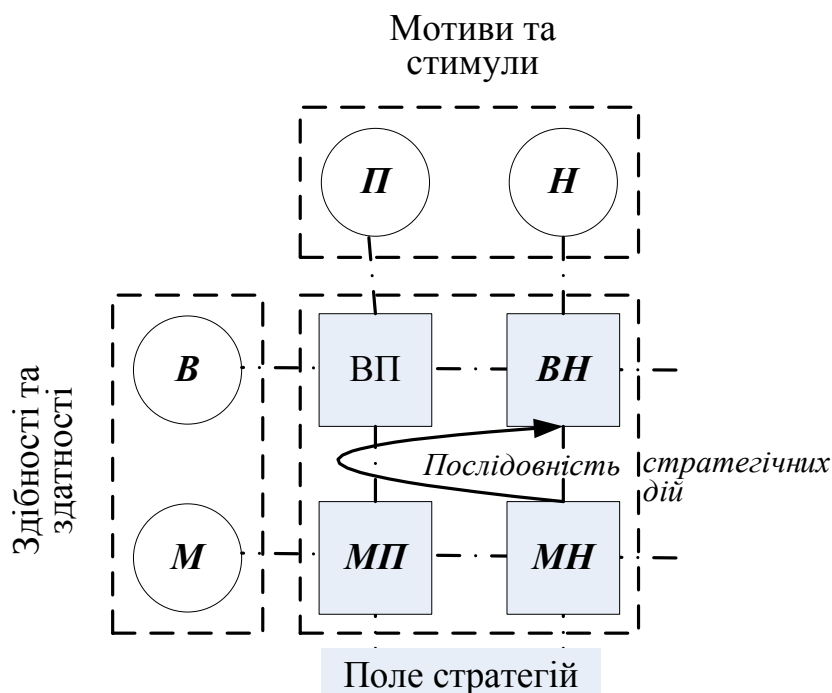 Мотиви та
стимули
П
Н
Здібності та
здатності
В
ВП
ВН
Послідовність стратегічних
дій
М
МП
МН
Поле стратегій